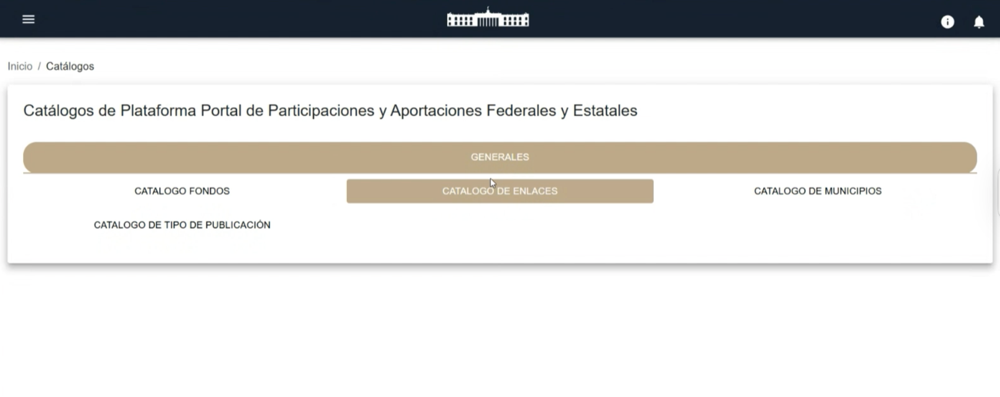 Inicio / Catálogos
Catálogos de Plataforma Portal de Participaciones y Aportaciones Federales y Estatales
GENERALES
CATALOGO FONDOS
CATALOGO DE ENLACES
CATALOGO DE MUNICIPIOS
CATALOGO DE TIPO DE PUBLICACIÓN